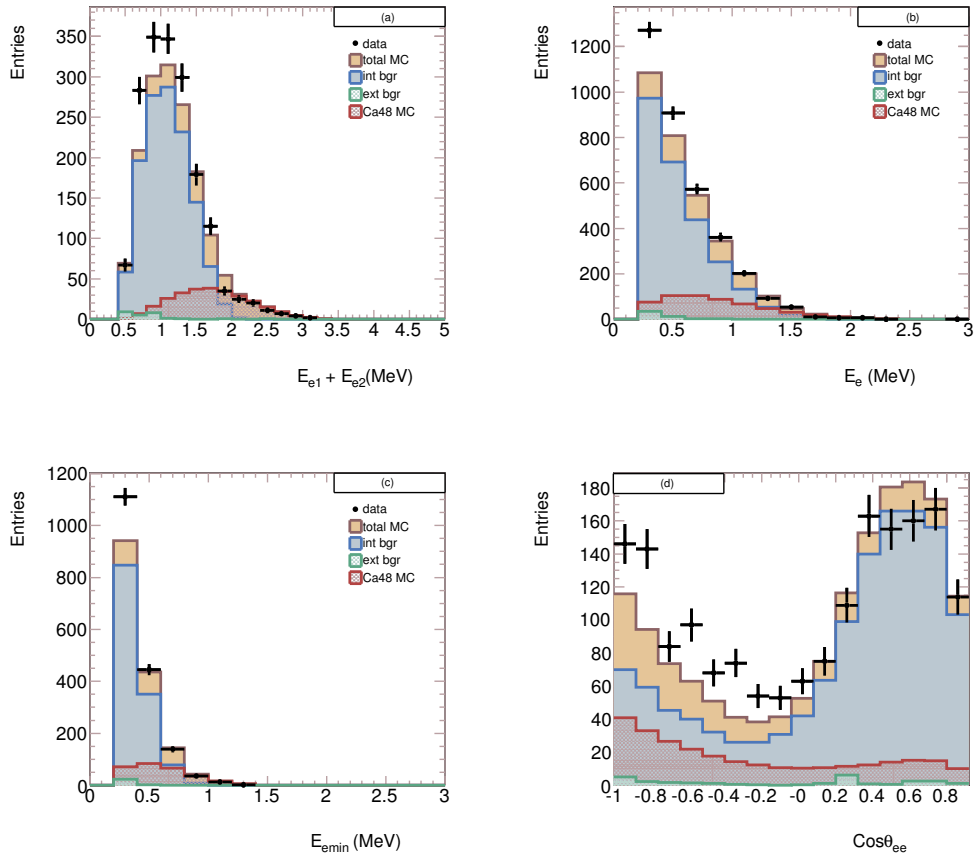 (a)
Entries
350
300
250
200
150
100
50
0
data
total MC
int bgr
ext bgr
Ca48 MC
0 0.5 1 1.5 2 2.5 3 3.5 4 4.5 5
E_e1 + E_e2(MeV)
(b)
Entries
1200
1000
800
600
400
200
0
data
total MC
int bgr
ext bgr
Ca48 MC
0 0.5 1 1.5 2 2.5 3
E_e (MeV)
(c)
Entries
1200
1000
800
600
400
200
0
data
total MC
int bgr
ext bgr
Ca48 MC
0 0.5 1 1.5 2 2.5 3
E_emin (MeV)
(d)
Entries
180
160
140
120
100
80
60
40
20
0
-1 -0.8 -0.6 -0.4 -0.2 -0 0.2 0.4 0.6 0.8
Cosθ_ee